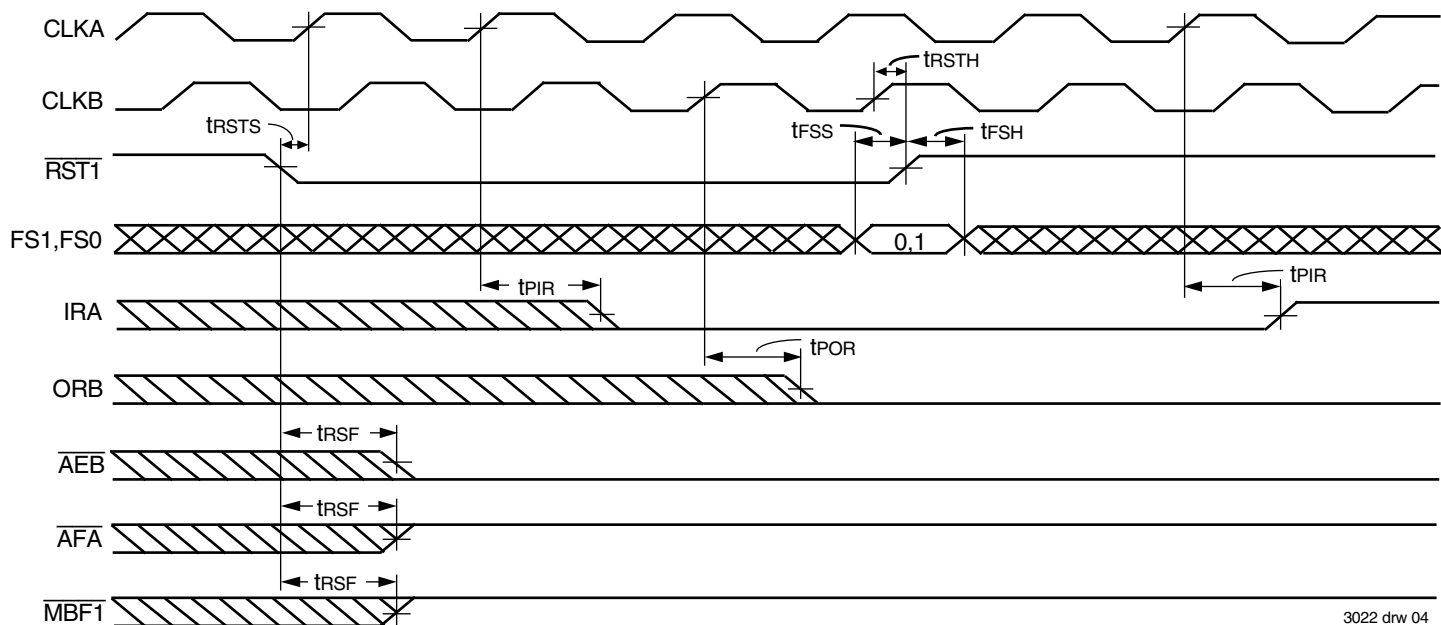 CLKA
tRSTH
CLKB
tRSTS
tFSS
tFSH
RST1
FS1,FS0
0,1
tPIR
tPIR
IRA
tPOR
ORB
tRSF
AEB
tRSF
AFA
tRSF
MBF1
3022 drw 04